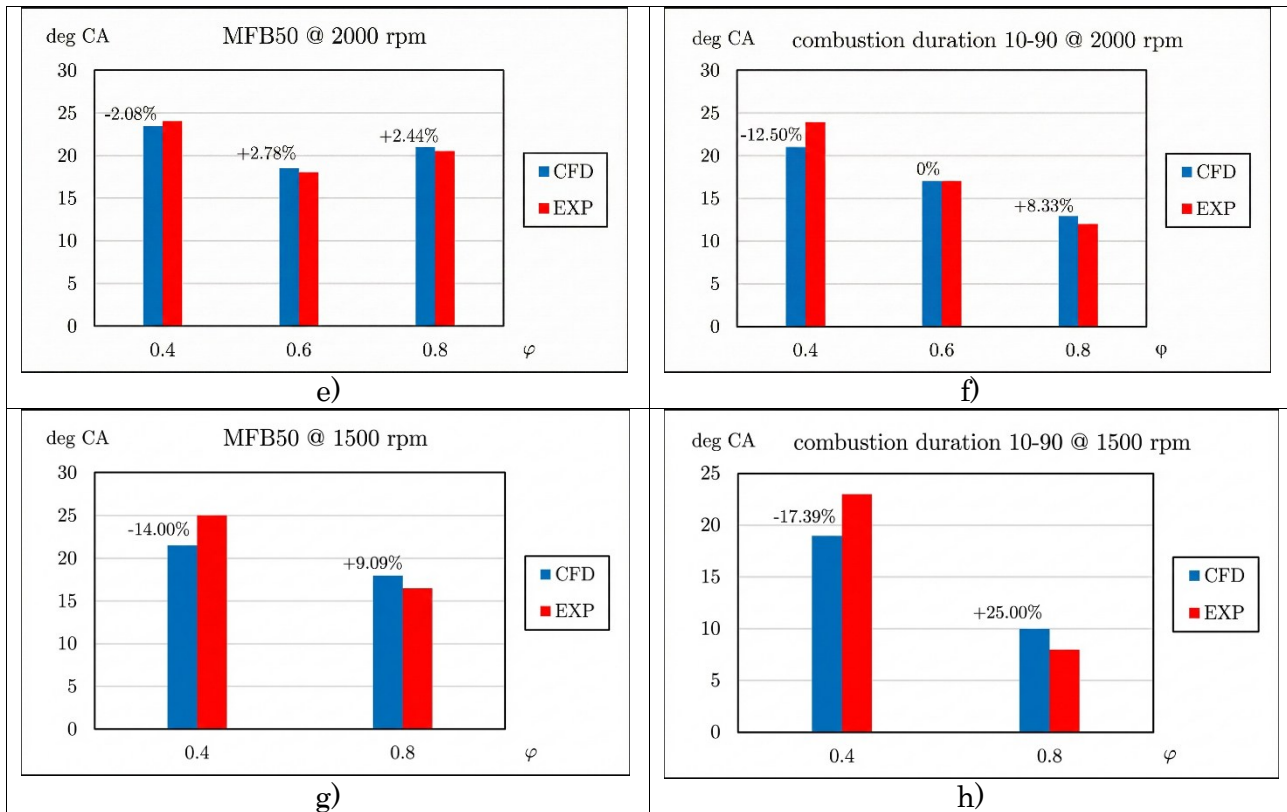 deg CA
MFB50 @ 2000 rpm
30
25
20
15
10
5
0
-2.08%
+2.78%
+2.44%
CFD
EXP
0.4
0.6
0.8
φ
e)
deg CA
combustion duration 10-90 @ 2000 rpm
30
25
20
15
10
5
0
-12.50%
0%
+8.33%
CFD
EXP
0.4
0.6
0.8
φ
f)
deg CA
MFB50 @ 1500 rpm
30
25
20
15
10
5
0
-14.00%
+9.09%
CFD
EXP
0.4
0.8
φ
g)
deg CA
combustion duration 10-90 @ 1500 rpm
25
20
15
10
5
0
-17.39%
+25.00%
CFD
EXP
0.4
0.8
φ
h)